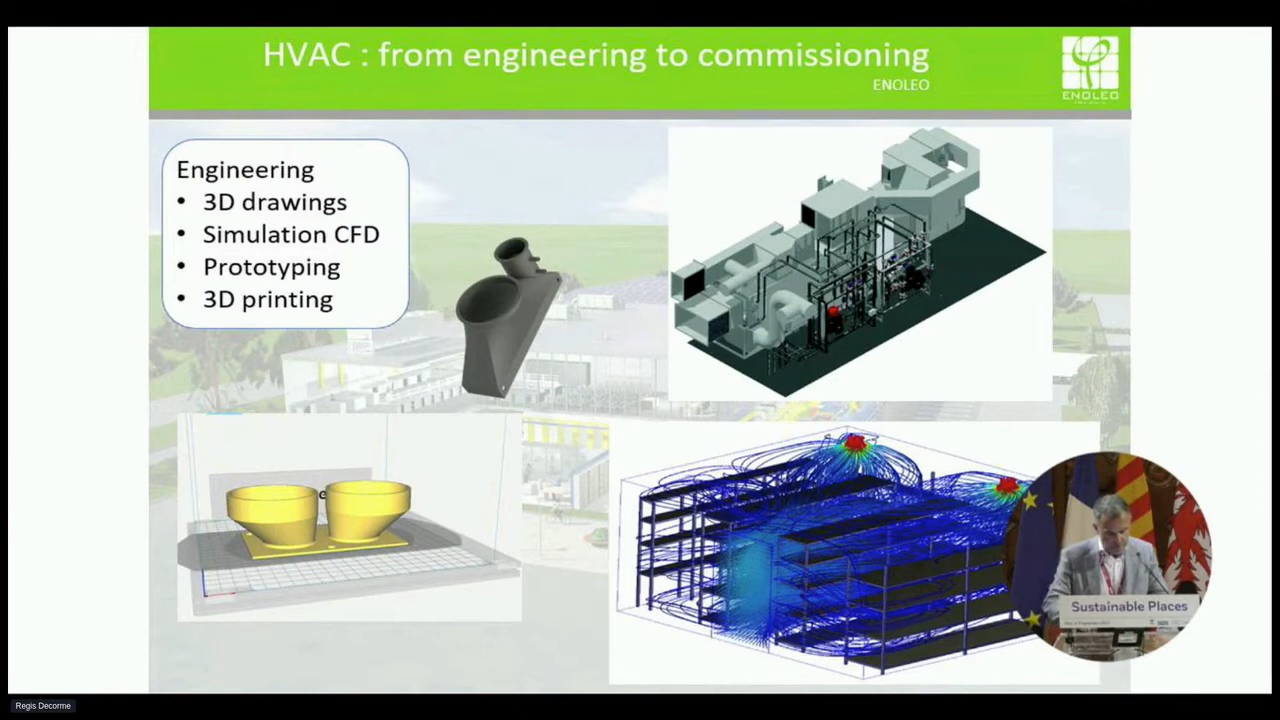 HVAC : from engineering to commissioning
ENOLEO
ENOLEO
Engineering
• 3D drawings
• Simulation CFD
• Prototyping
• 3D printing
Sustainable Places
Regis Decorme